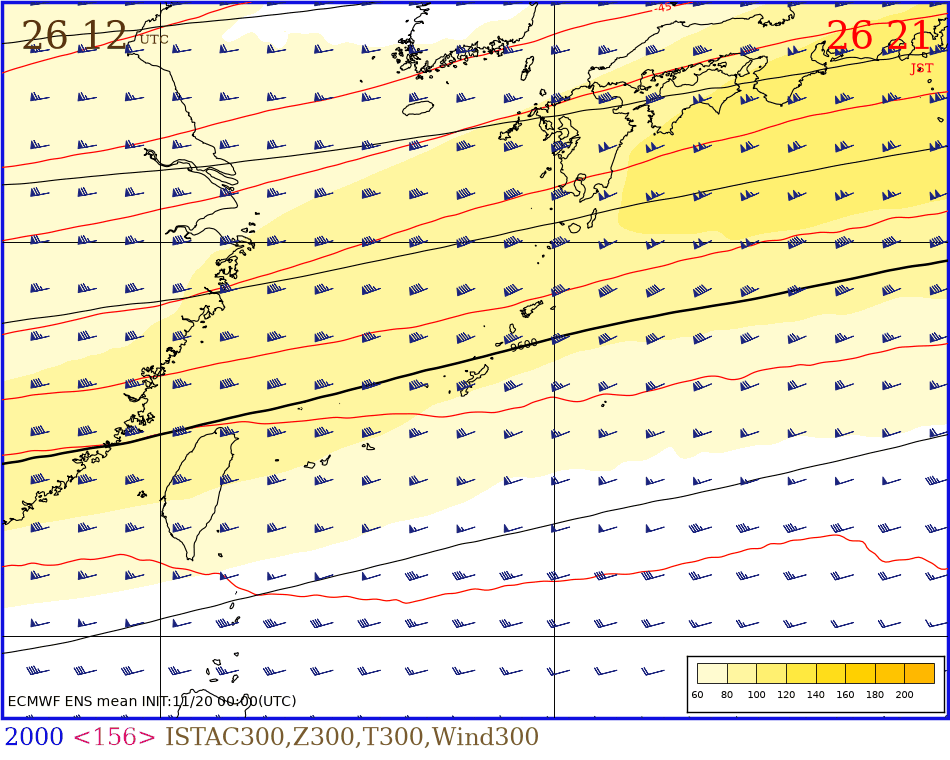 -45
26 12 UTC
26 21
JST
9600
60 80 100 120 140 160 180 200
ECMWF ENS mean INIT:11/20 00:00(UTC)
2000 <156> ISTAC300,Z300,T300,Wind300